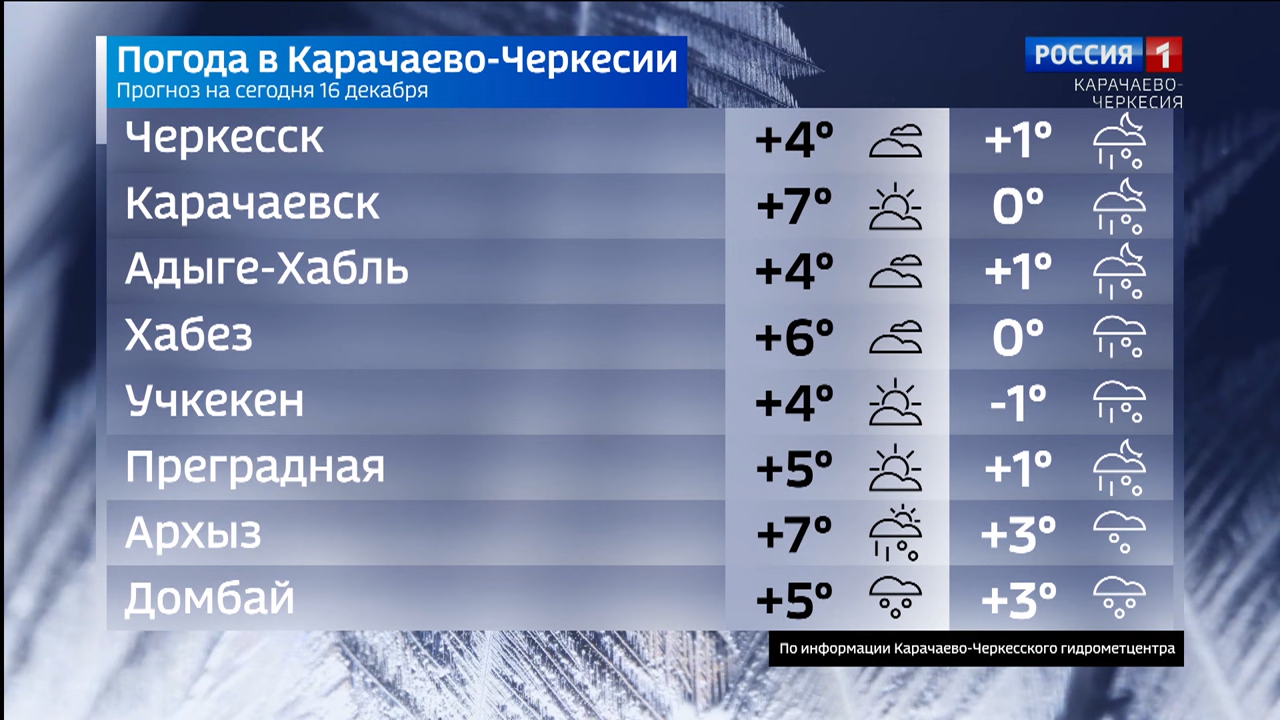 Погода в Карачаево-Черкесии
Прогноз на сегодня 16 декабря
РОССИЯ 1
КАРАЧАЕВО-
ЧЕРКЕСИЯ
Черкесск +4° +1°
Карачаевск +7° 0°
Адыге-Хабль +4° +1°
Хабез +6° 0°
Учкекен +4° -1°
Преградная +5° +1°
Архыз +7° +3°
Домбай +5° +3°
По информации Карачаево-Черкесского гидрометцентра